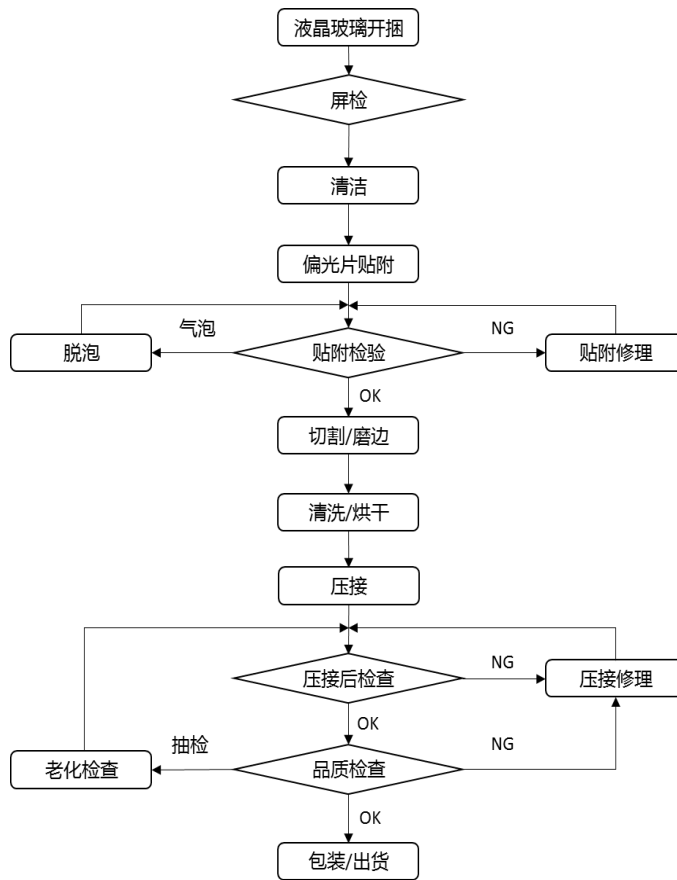 液晶玻璃开捆
屏检
清洁
偏光片贴附
气泡
NG
脱泡
贴附检验
贴附修理
OK
切割/磨边
清洗/烘干
压接
NG
压接后检查
压接修理
OK
抽检
NG
老化检查
品质检查
OK
包装/出货